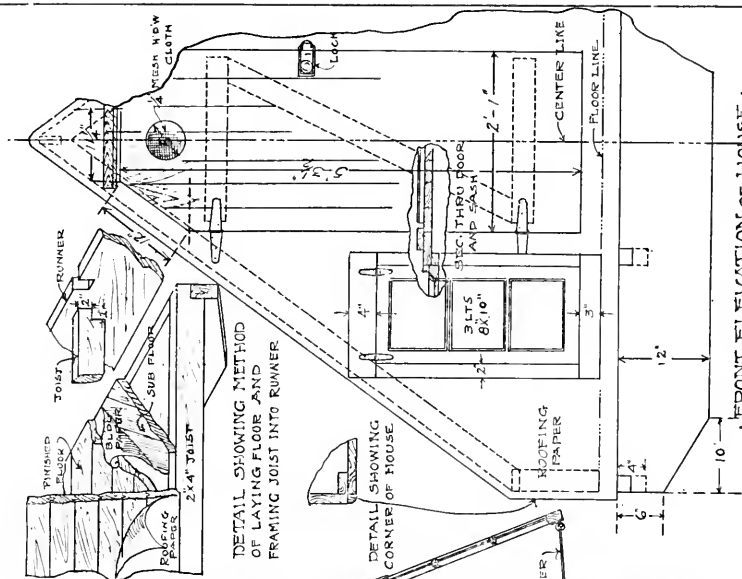 RUNNER
JOIST
2"
1"
FINISHED FLOOR
BLDG PAPER
SUB FLOOR
ROOFING PAPER
2X4" JOIST
DETAIL SHOWING METHOD
OF LAYING FLOOR AND
FRAMING JOIST INTO RUNNER
DETAIL SHOWING
CORNER OF HOUSE
MESH HDW
CLOTH
LOCK
5'-3½"
2'-1"
SEC. THRU DOOR
AND SASH
4"
3 LTS
8X10"
2"
3"
CENTER LINE
FLOOR LINE
ROOFING
PAPER
12"
4"
10"
6"
FRONT ELEVATION OF HOUSE